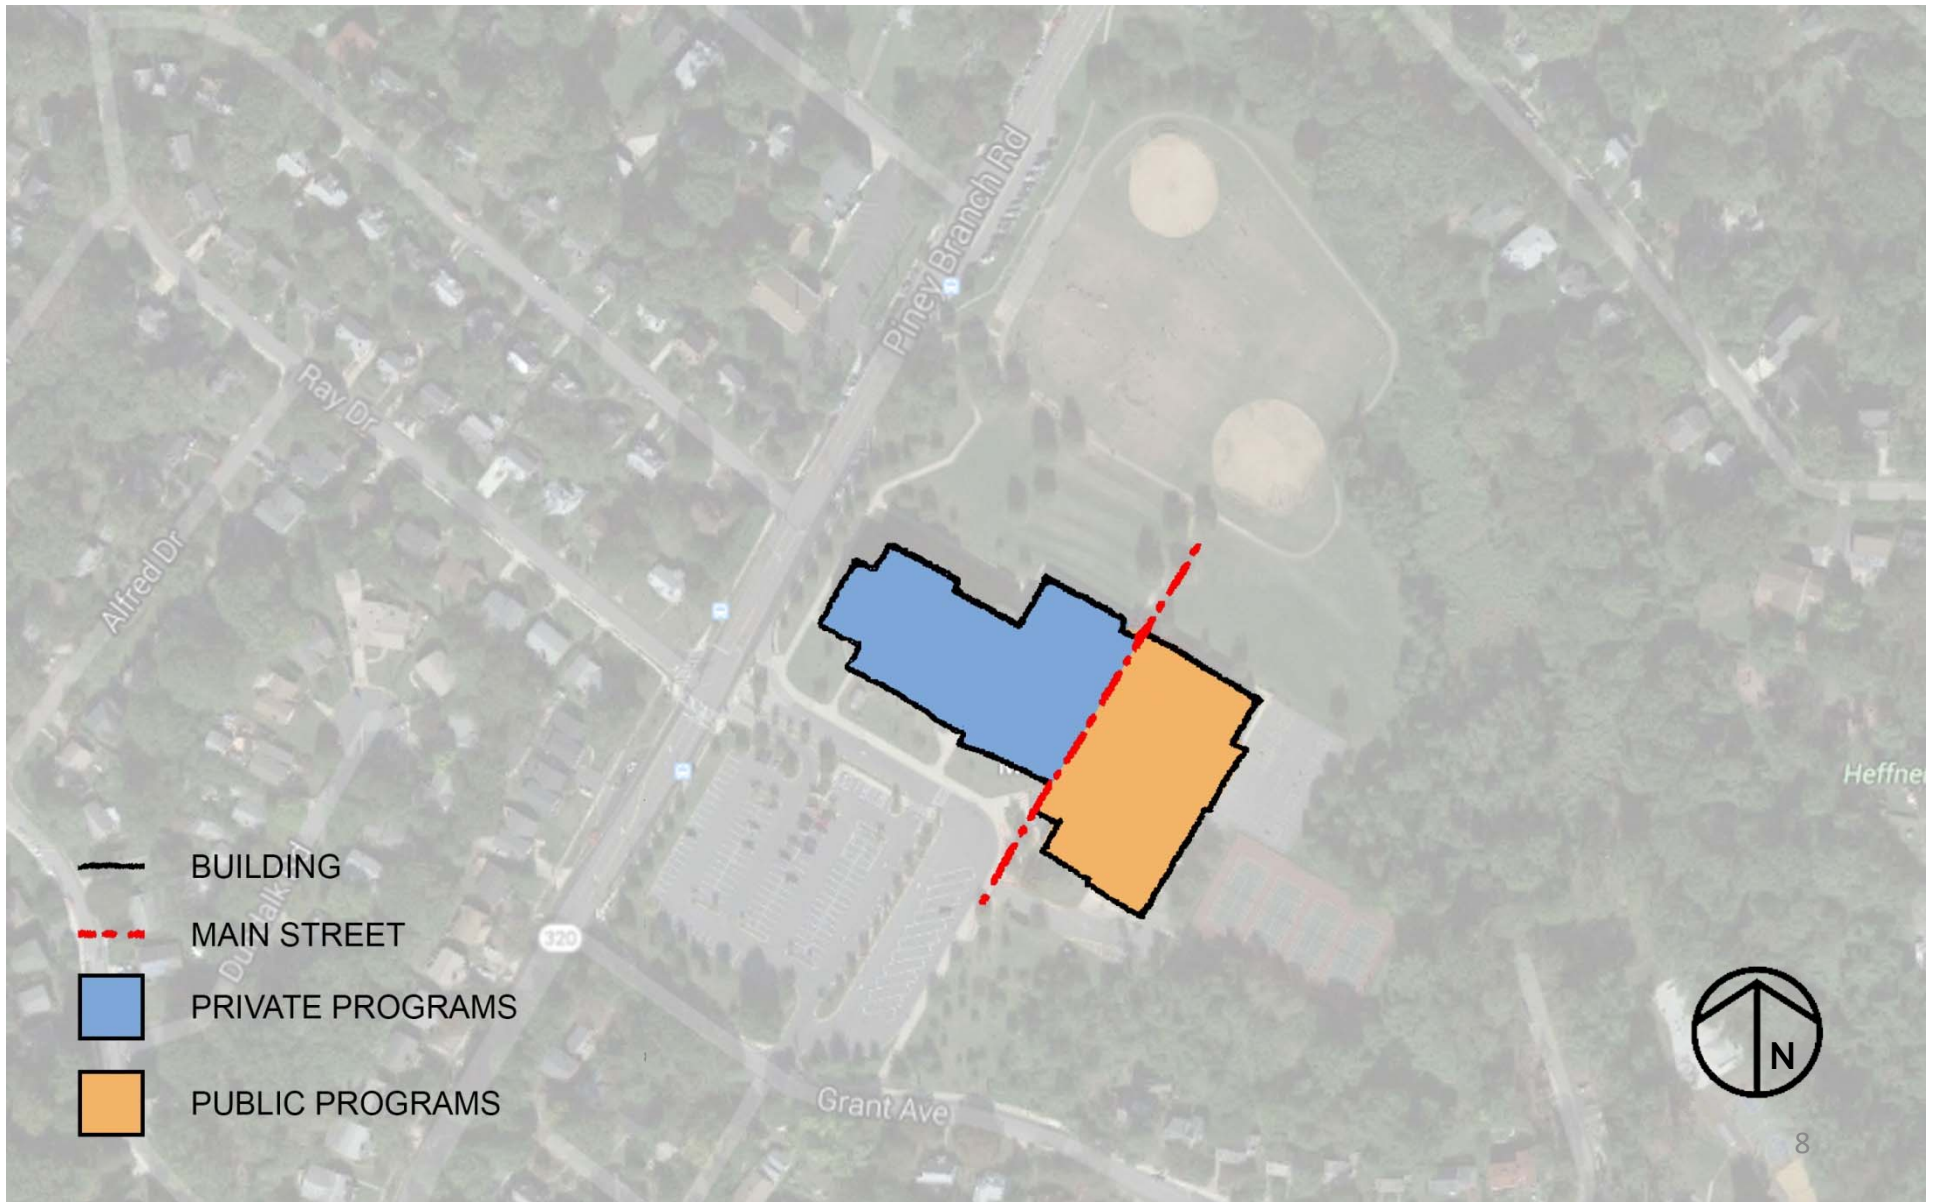 Piney Branch Rd
Ray Dr
Alfred Dr
Heffne
BUILDING
MAIN STREET
320
PRIVATE PROGRAMS
N
PUBLIC PROGRAMS
Grant Ave
8